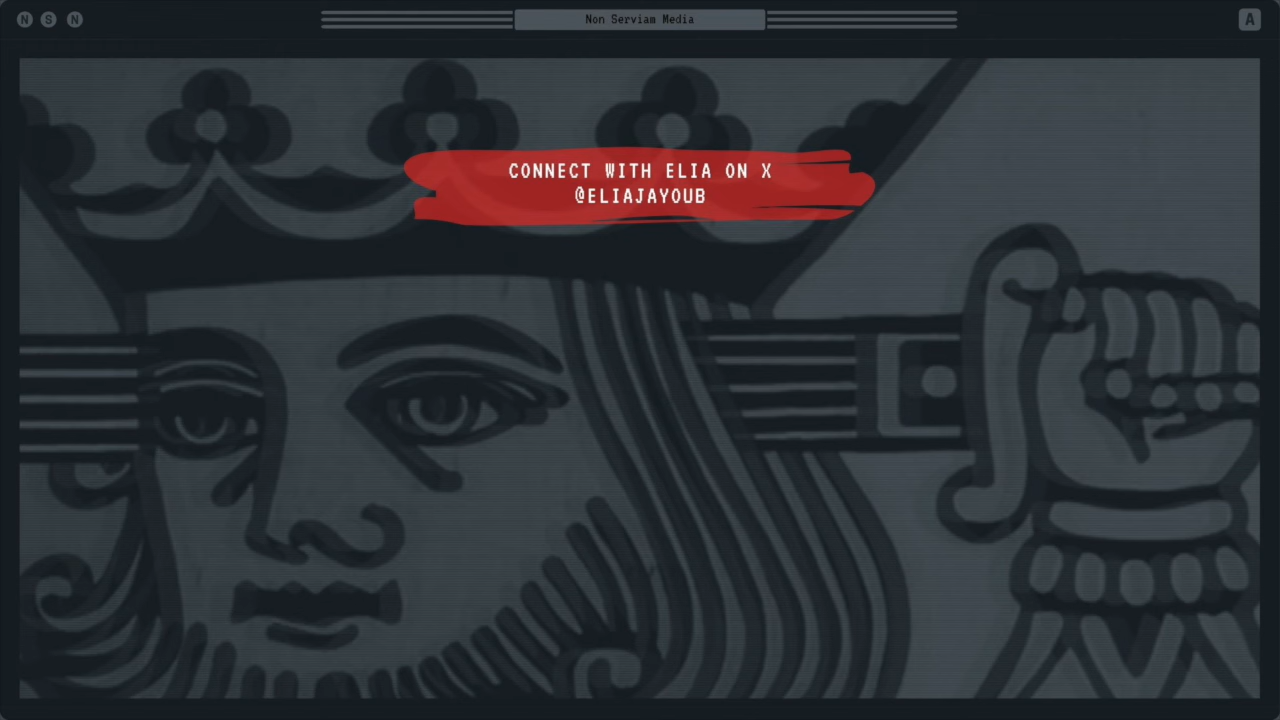 N S N
Non Serviam Media
A
CONNECT WITH ELIA ON X
@ELIAJAYOUB